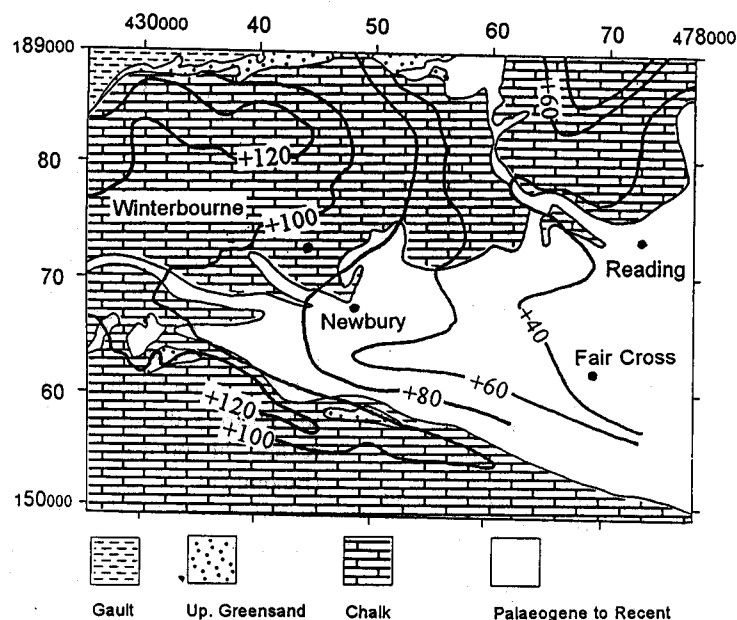 430000 40 50 60 70 478000
189000
+60
80
+120
Winterbourne
+100
70
Reading
Newbury
+40
Fair Cross
60
+120
+80
+60
+100
150000
Gault
Up. Greensand
Chalk
Palaeogene to Recent